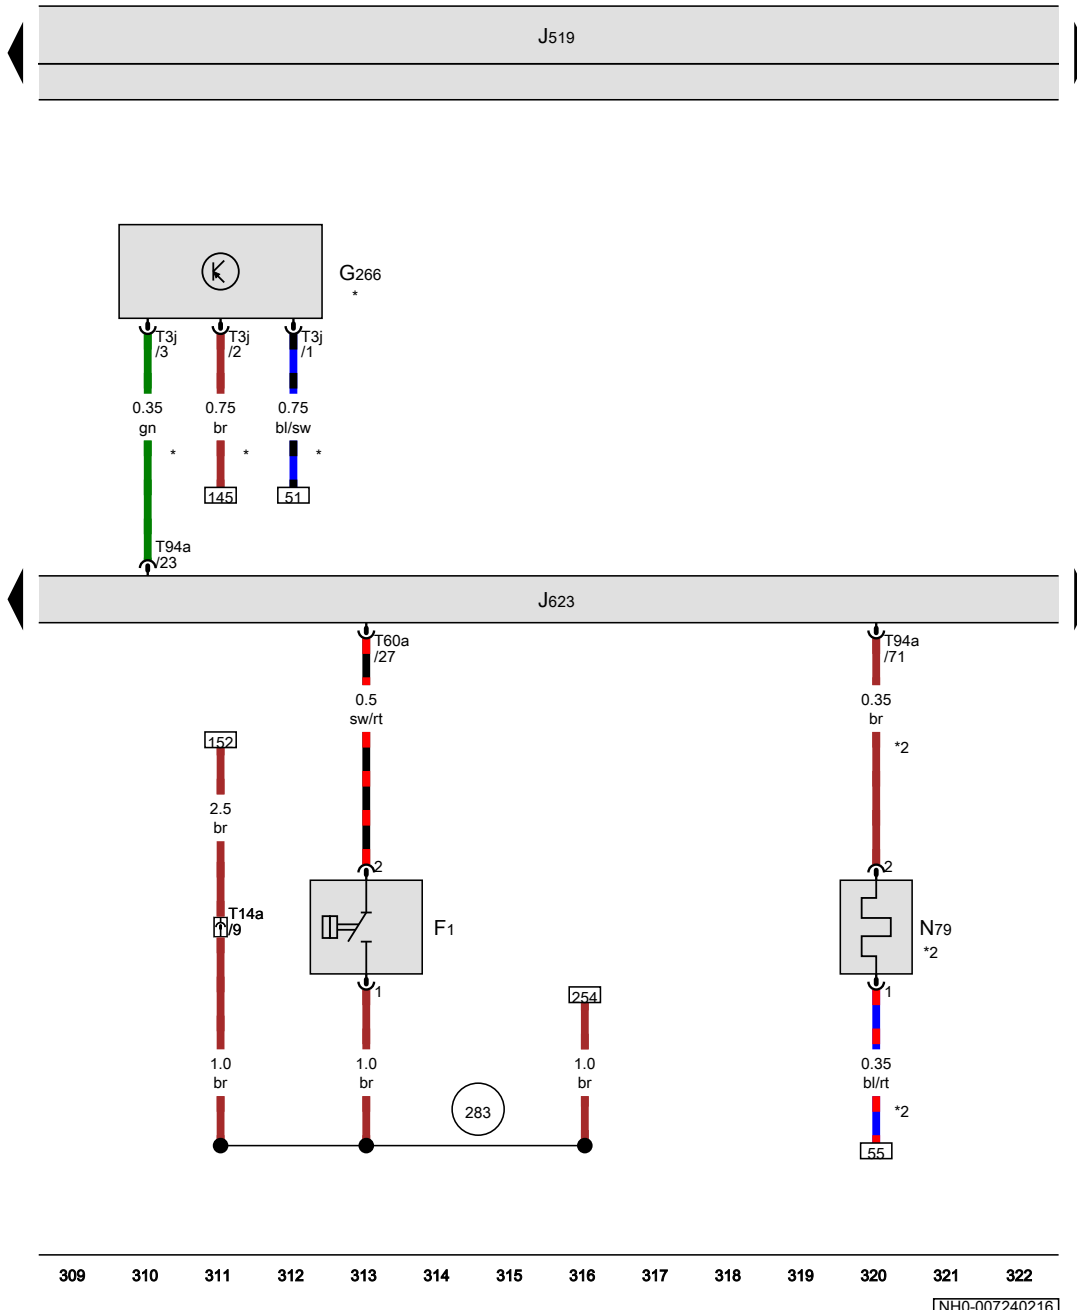 J519
G266
*
T3j
/3
T3j
/2
T3j
/1
0.35
gn
*
0.75
br
*
0.75
bl/sw
*
145
51
T94a
/23
J623
T60a
/27
T94a
/71
0.5
sw/rt
0.35
br
*2
152
2.5
br
2
2
T14a
/9
F1
N79
*2
1
1
254
1.0
br
1.0
br
283
1.0
br
0.35
bl/rt
*2
55
309 310 311 312 313 314 315 316 317 318 319 320 321 322
NH0-007240216